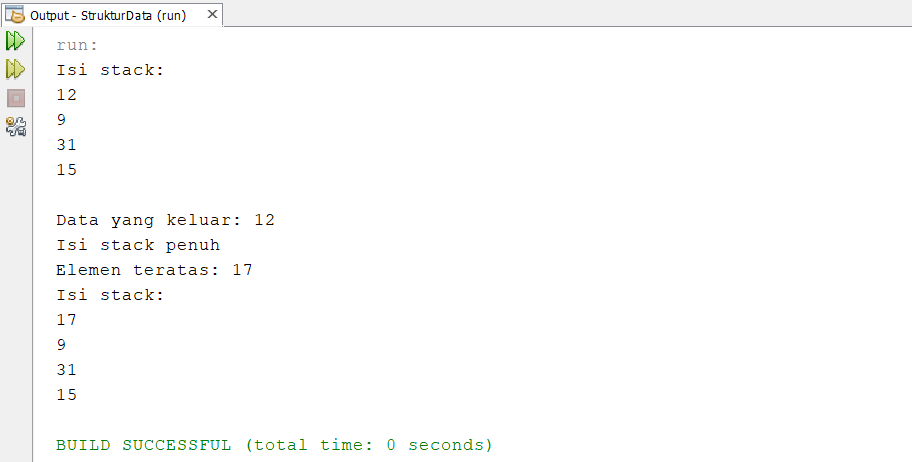 Output - StrukturData (run)
run:
Isi stack:
12
9
31
15
Data yang keluar: 12
Isi stack penuh
Elemen teratas: 17
Isi stack:
17
9
31
15
BUILD SUCCESSFUL (total time: 0 seconds)